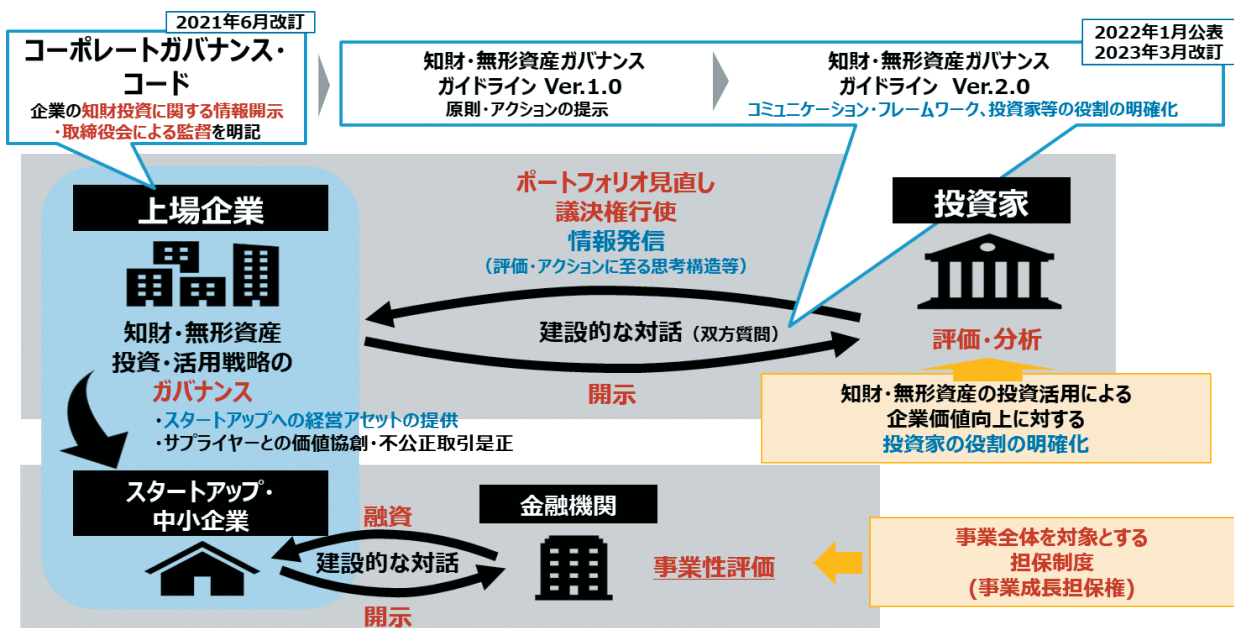 2021年6月改訂
コーポレートガバナンス・
コード
企業の知財投資に関する情報開示
・取締役会による監督を明記
知財・無形資産ガバナンス
ガイドライン Ver.1.0
原則・アクションの提示
2022年1月公表
2023年3月改訂
知財・無形資産ガバナンス
ガイドライン Ver.2.0
コミュニケーション・フレームワーク、投資家等の役割の明確化
上場企業
知財・無形資産
投資・活用戦略の
ガバナンス
・スタートアップへの経営アセットの提供
・サプライヤーとの価値協創・不公正取引是正
ポートフォリオ見直し
議決権行使
情報発信
（評価・アクションに至る思考構造等）
建設的な対話（双方質問）
開示
投資家
評価・分析
知財・無形資産の投資活用による
企業価値向上に対する
投資家の役割の明確化
スタートアップ・
中小企業
融資
建設的な対話
開示
金融機関
事業性評価
事業全体を対象とする
担保制度
(事業成長担保権)